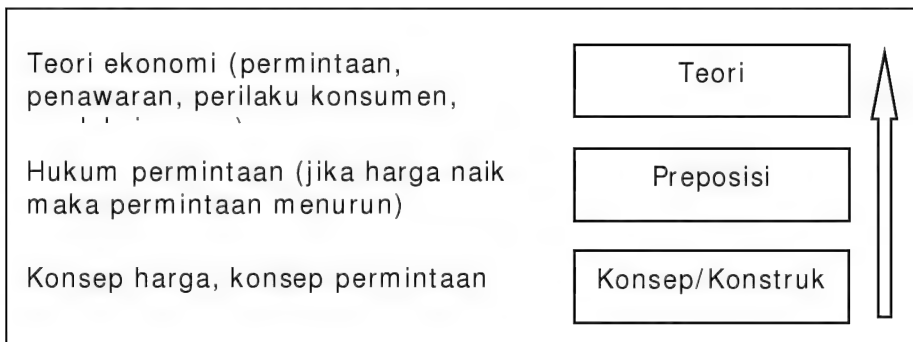 Teori ekonomi (permintaan,
penawaran, perilaku konsumen,
Teori
Hukum permintaan (jika harga naik
maka permintaan menurun)
Preposisi
Konsep harga, konsep permintaan
Konsep/Konstruk